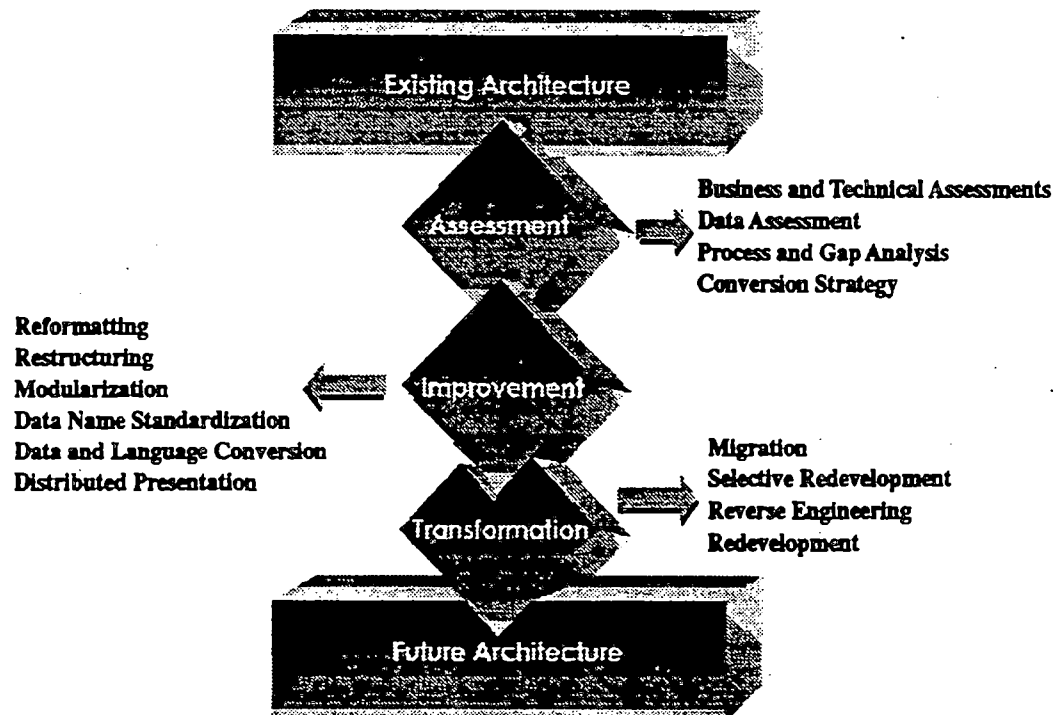 Existing Architecture
Assessment
Business and Technical Assessments
Data Assessment
Process and Gap Analysis
Conversion Strategy
Improvement
Reformatting
Restructuring
Modularization
Data Name Standardization
Data and Language Conversion
Distributed Presentation
Transformation
Migration
Selective Redevelopment
Reverse Engineering
Redevelopment
Future Architecture